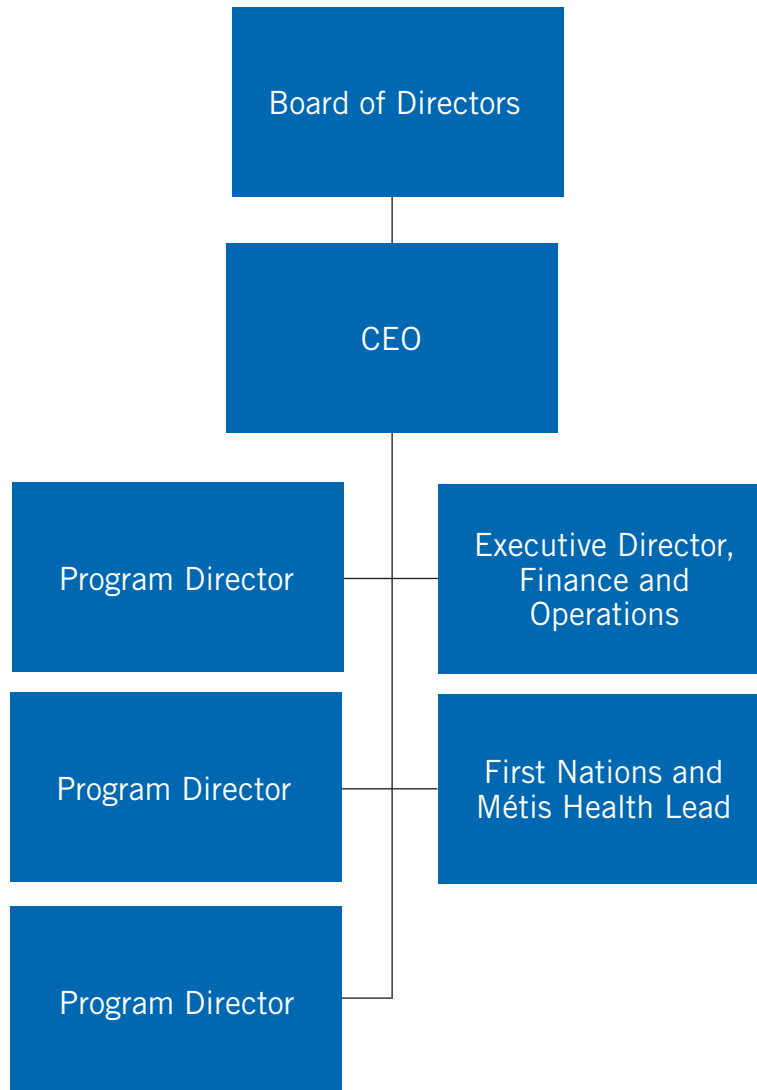 Board of Directors
CEO
Program Director
Executive Director,
Finance and
Operations
Program Director
First Nations and
Métis Health Lead
Program Director